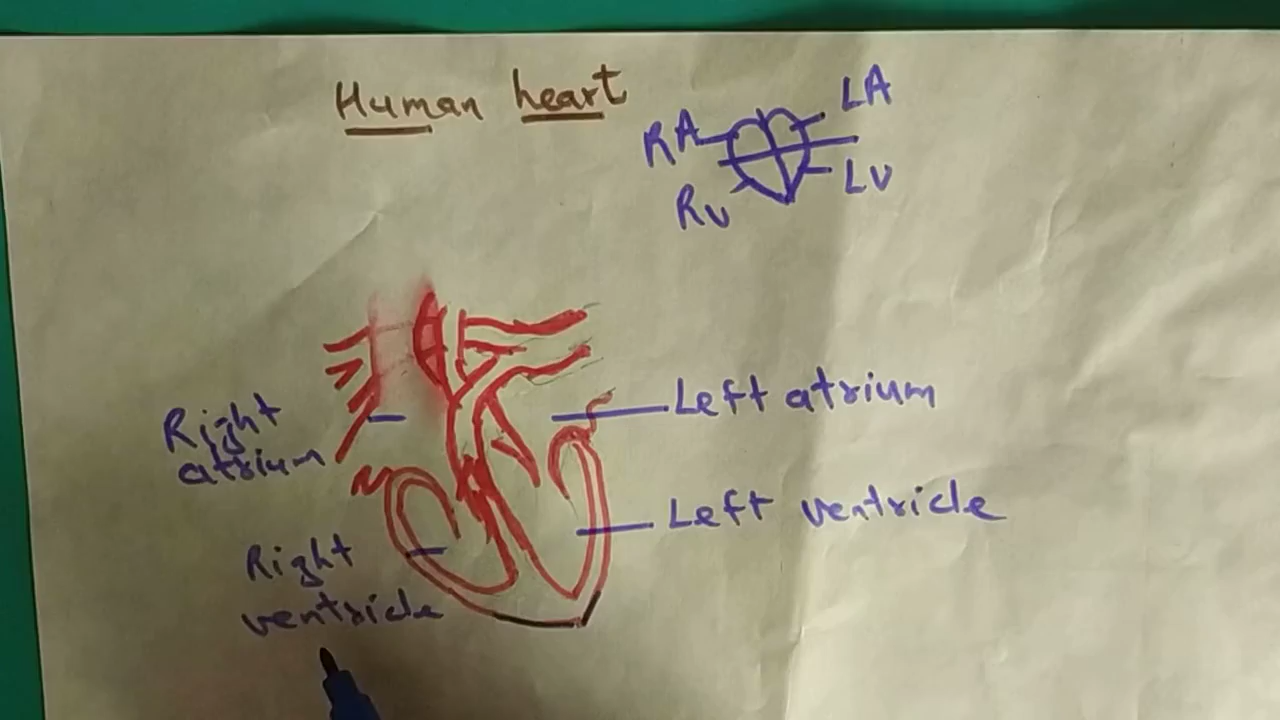 Human heart
LA
RA
LV
RV
Right
atrium
Left atrium
Left ventricle
Right
ventricle